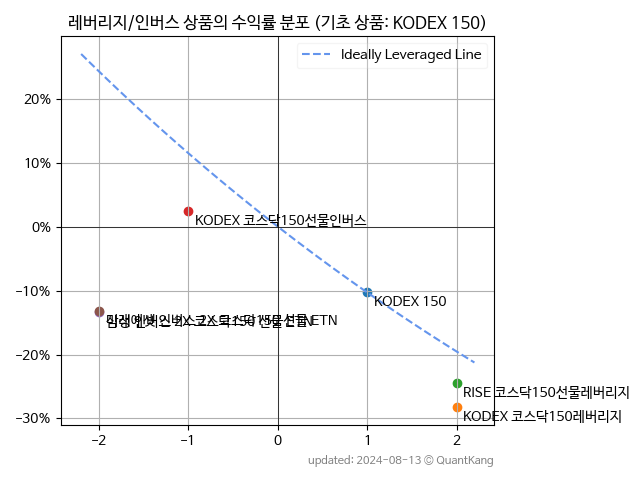 레버리지/인버스 상품의 수익률 분포 (기초 상품: KODEX 150)
Ideally Leveraged Line
20%
10%
KODEX 코스닥150선물인버스
0%
−10%
KODEX 150
ETN
−20%
RISE 코스닥150선물레버리지
KODEX 코스닥150레버리지
−30%
−2
−1
0
1
2
updated: 2024-08-13 © QuantKang